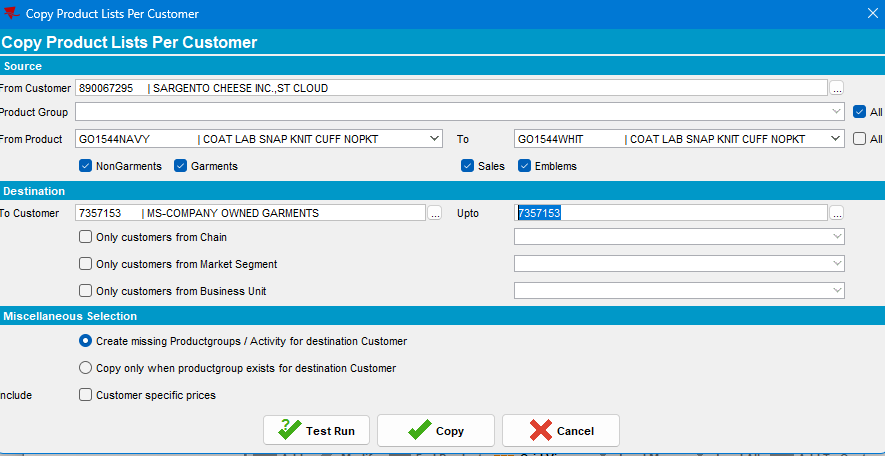 Copy Product Lists Per Customer
Copy Product Lists Per Customer
Source
From Customer 890067295 | SARGENTO CHEESE INC.,ST CLOUD ...
Product Group All
From Product GO1544NAVY | COAT LAB SNAP KNIT CUFF NOPKT To GO1544WHIT | COAT LAB SNAP KNIT CUFF NOPKT All
NonGarments Garments Sales Emblems
Destination
To Customer 7357153 | MS-COMPANY OWNED GARMENTS ... Upto 7357153 ...
Only customers from Chain
Only customers from Market Segment
Only customers from Business Unit
Miscellaneous Selection
Create missing Productgroups / Activity for destination Customer
Copy only when productgroup exists for destination Customer
nclude Customer specific prices
Test Run Copy Cancel